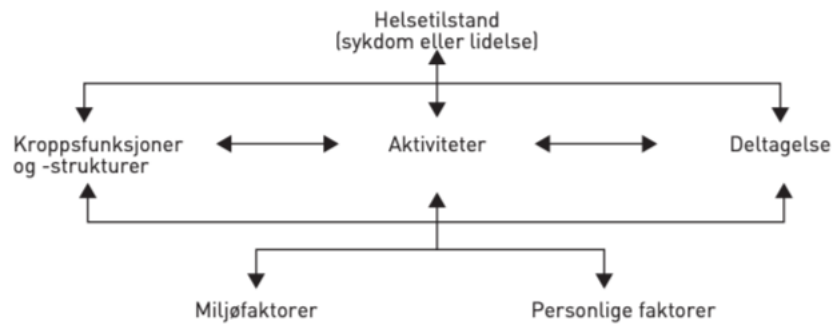 Helsetilstand
(sykdom eller lidelse)
Kroppsfunksjoner
og -strukturer
Aktiviteter
Deltagelse
Miljøfaktorer
Personlige faktorer